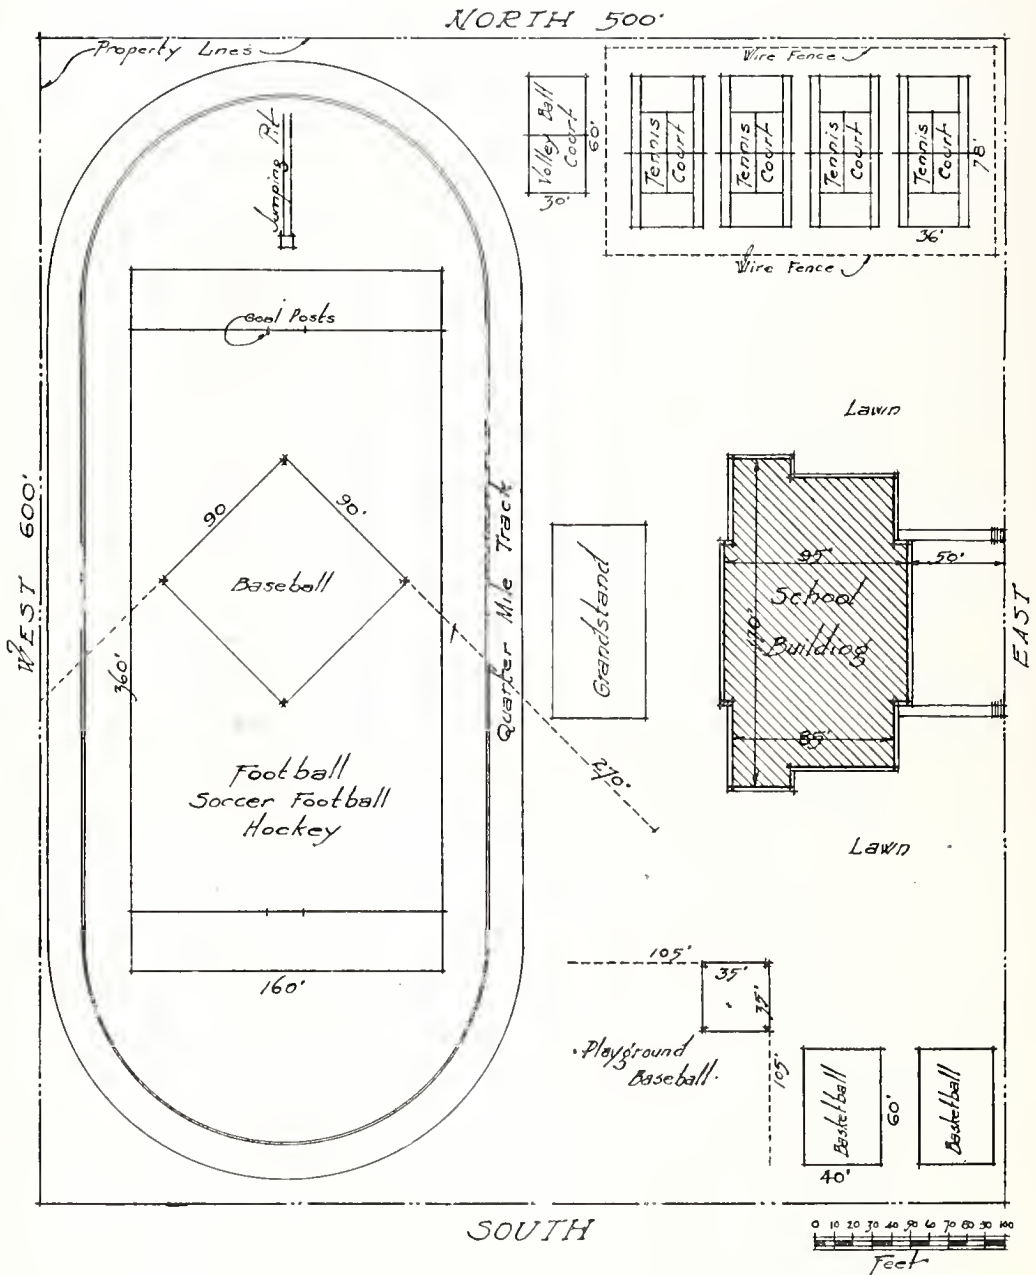 NORTH 500'
Property Lines
Wire Fence
Volley Ball
Court
60'
30'
Tennis
Court
Tennis
Court
Tennis
Court
Tennis
Court
78'
36'
Wire Fence
Jumping Pit
Goal Posts
Lawn
WEST 600'
90
90'
Baseball
Quarter Mile Track
360'
Grandstand
95'
50'
School
Building
170'
85'
EAST
270'
Football
Soccer Football
Hockey
160'
Lawn
105'
35'
35'
Playground
Baseball.
105'
Basketball
60'
Basketball
40'
SOUTH
0 10 20 30 40 50 60 70 80 90 100
Feet